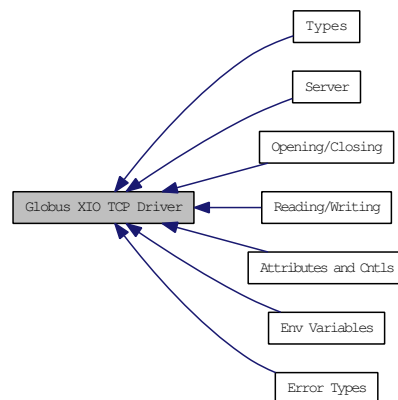 Types
Server
Opening/Closing
Globus XIO TCP Driver
Reading/Writing
Attributes and Cntls
Env Variables
Error Types